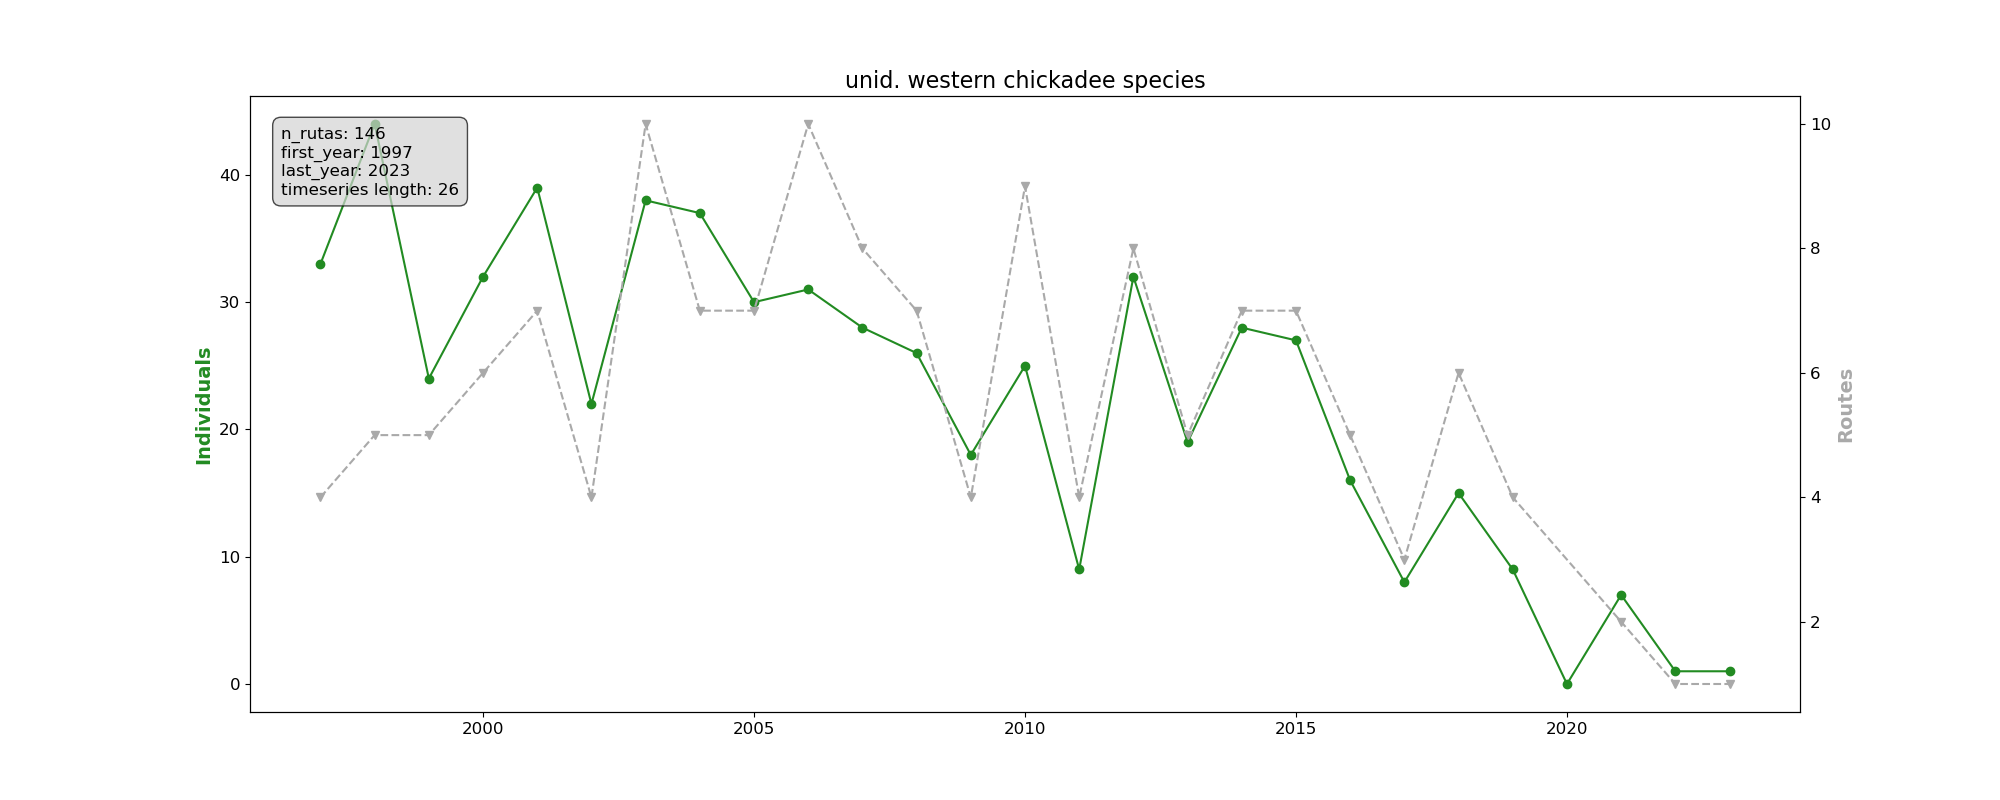 unid. western chickadee species
n_rutas: 146
first_year: 1997
last_year: 2023
timeseries length: 26
Individuals
40
30
20
10
0
10
8
6
4
2
Routes
2000 2005 2010 2015 2020